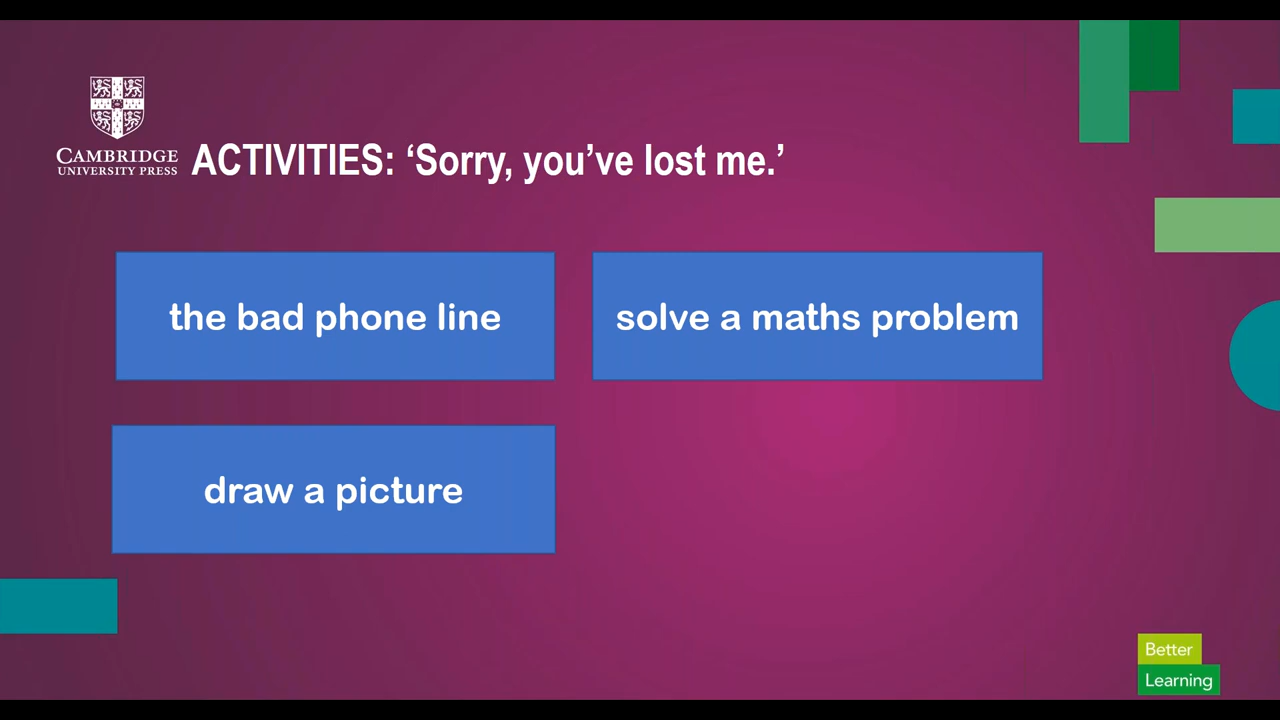 CAMBRIDGE
UNIVERSITY PRESS
ACTIVITIES: ‘Sorry, you’ve lost me.’
the bad phone line
solve a maths problem
draw a picture
Better
Learning